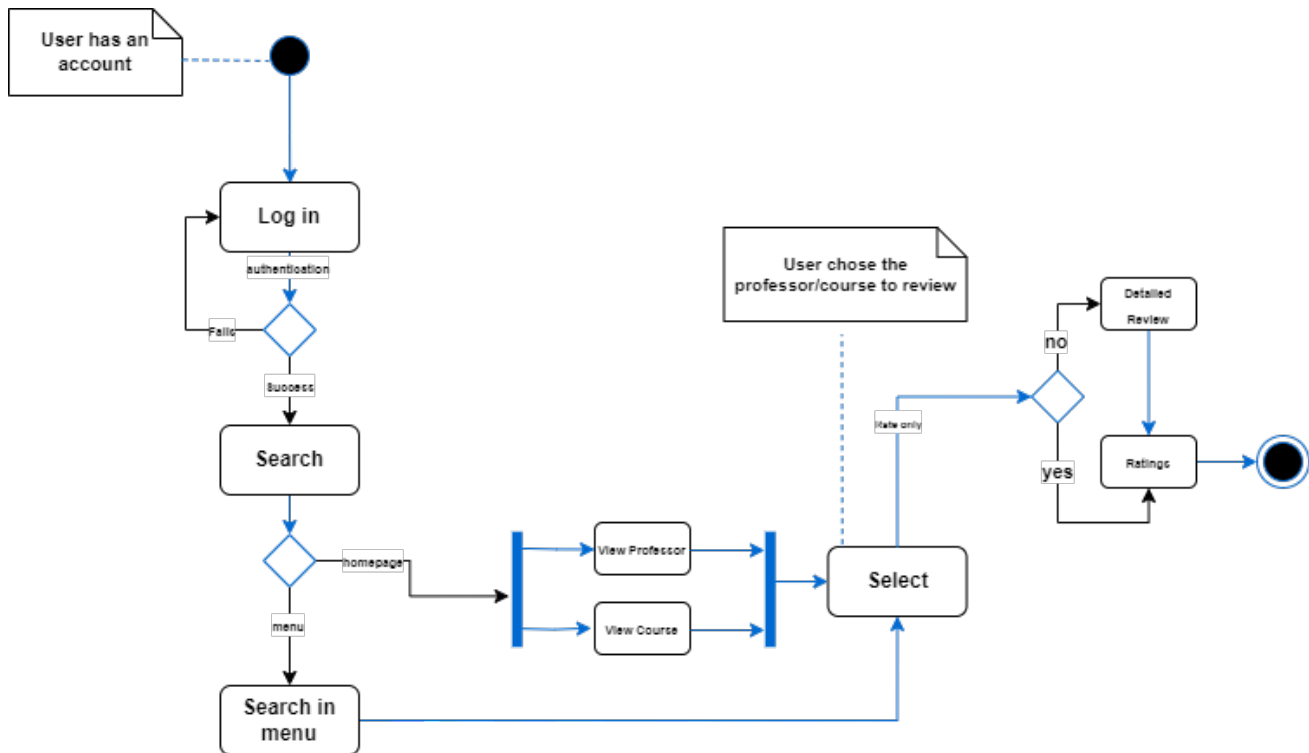 User has an
account
Log in
authentication
Fails
Success
Search
homepage
menu
Search in
menu
View Professor
View Course
User chose the
professor/course to review
Select
Rate only
no
yes
Detailed
Review
Ratings